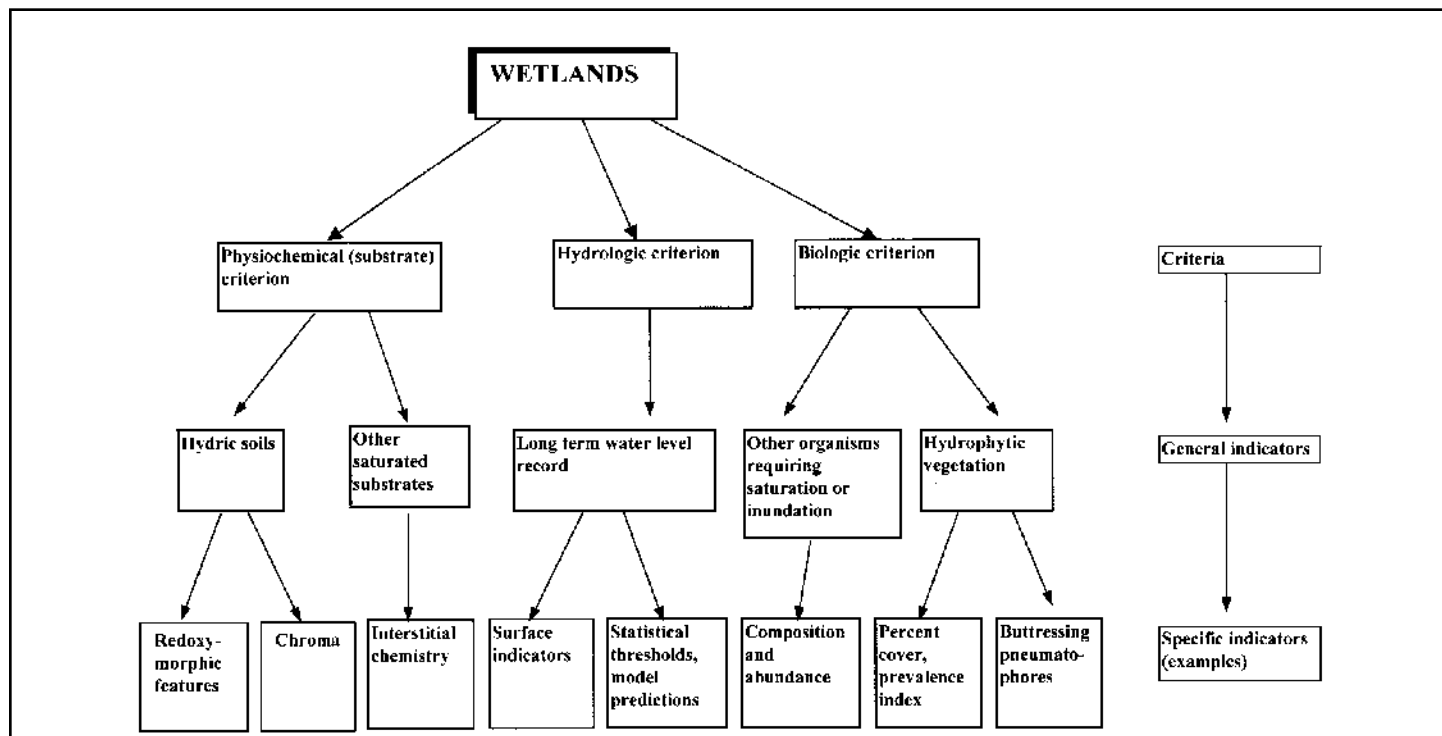 WETLANDS
Physiochemical (substrate)
criterion
Hydrologic criterion
Biologic criterion
Criteria
Hydric soils
Other
saturated
substrates
Long term water level
record
Other organisms
requiring
saturation or
inundation
Hydrophytic
vegetation
General indicators
Redoxy-
morphic
features
Chroma
Interstitial
chemistry
Surface
indicators
Statistical
thresholds,
model
predictions
Composition
and
abundance
Percent
cover,
prevalence
index
Buttressing
pneumato-
phores
Specific indicators
(examples)